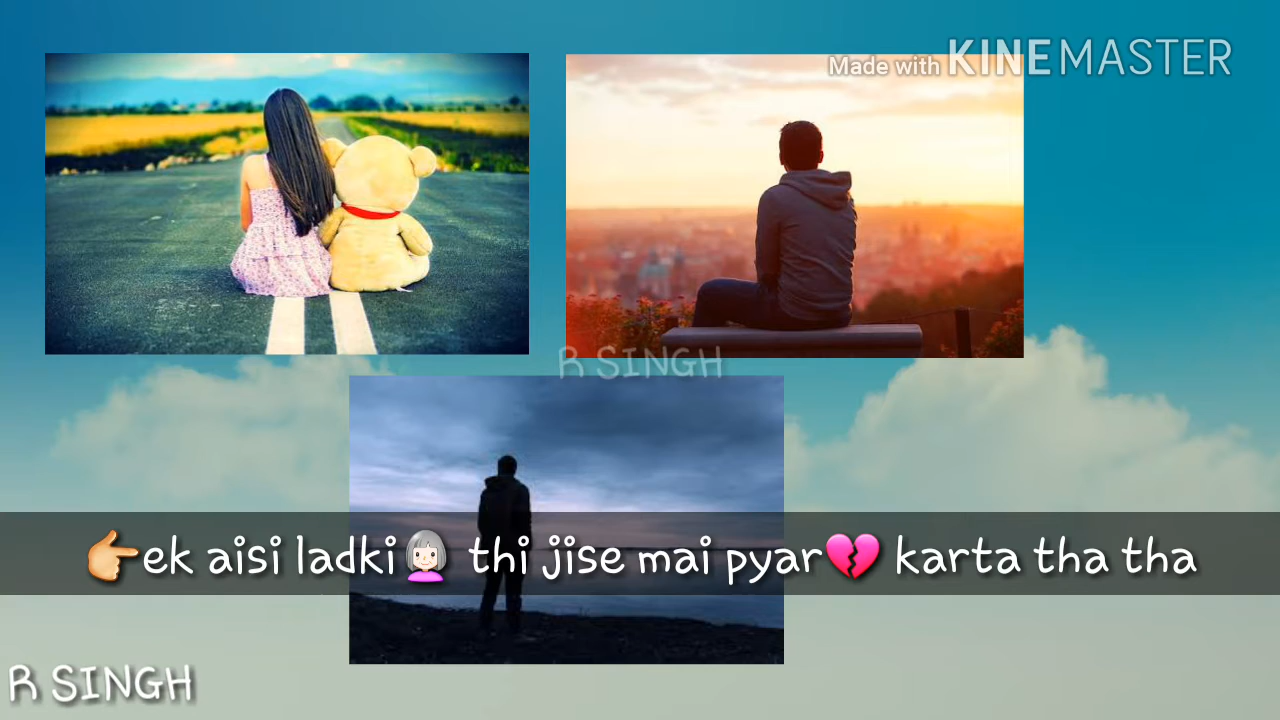 Made with KINEMASTER
R SINGH
👉ek aisi ladki👩🏻‍🦳 thi jise mai pyar💔 karta tha tha
R SINGH